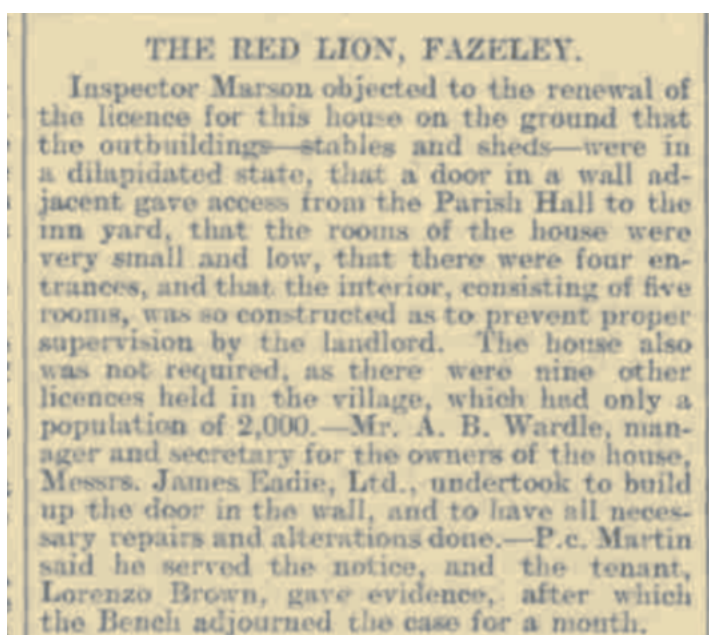 THE RED LION, FAZELEY.
Inspector Marson objected to the renewal of
the licence for this house on the ground that
the outbuildings—stables and sheds—were in
a dilapidated state, that a door in a wall ad-
jacent gave access from the Parish Hall to the
inn yard, that the rooms of the house were
very small and low, that there were four en-
trances, and that the interior, consisting of five
rooms, was so constructed as to prevent proper
supervision by the landlord. The house also
was not required, as there were nine other
licences held in the village, which had only a
population of 2,000.—Mr. A. B. Wardle, man-
ager and secretary for the owners of the house,
Messrs. James Eadie, Ltd., undertook to build
up the door in the wall, and to have all neces-
sary repairs and alterations done.—P.c. Martin
said he served the notice, and the tenant,
Lorenzo Brown, gave evidence, after which
the Bench adjourned the case for a month.